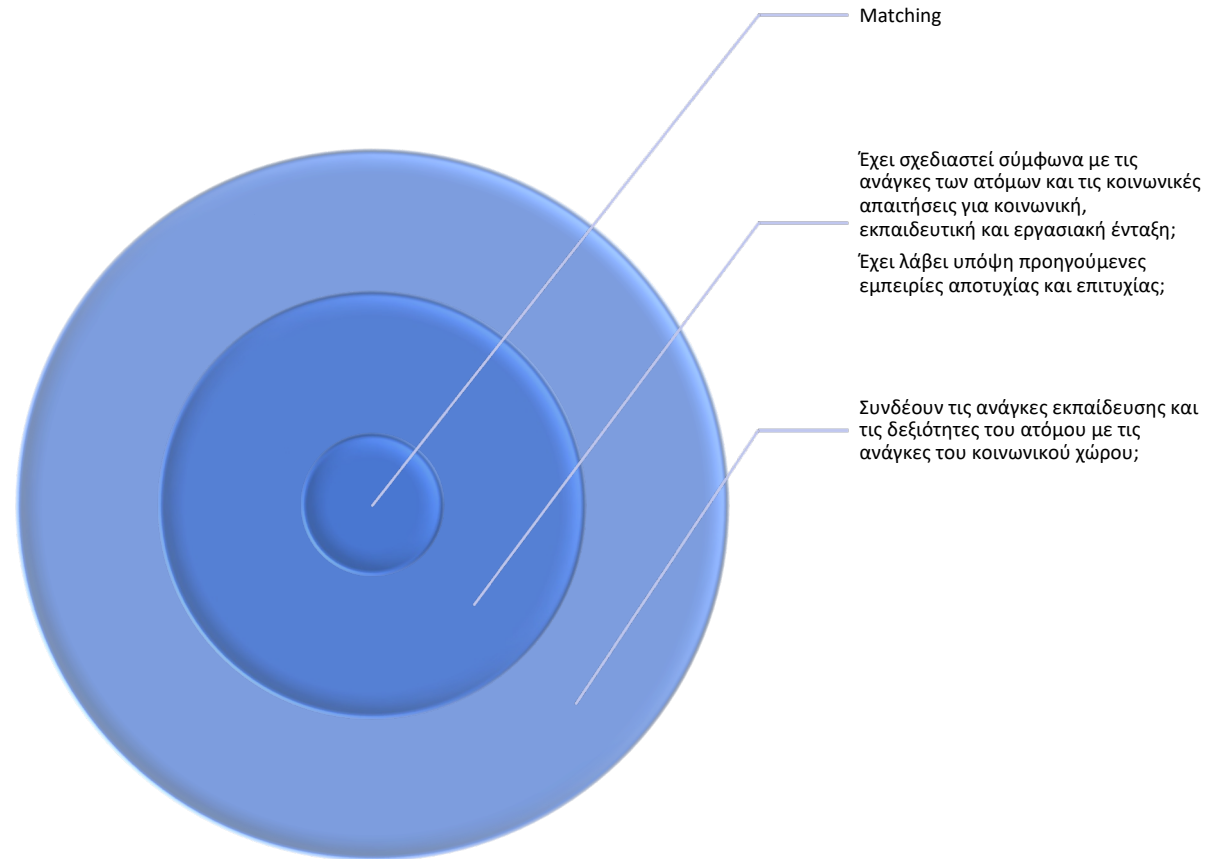 Matching
Έχει σχεδιαστεί σύμφωνα με τις
ανάγκες των ατόμων και τις κοινωνικές
απαιτήσεις για κοινωνική,
εκπαιδευτική και εργασιακή ένταξη;
Έχει λάβει υπόψη προηγούμενες
εμπειρίες αποτυχίας και επιτυχίας;
Συνδέουν τις ανάγκες εκπαίδευσης και
τις δεξιότητες του ατόμου με τις
ανάγκες του κοινωνικού χώρου;